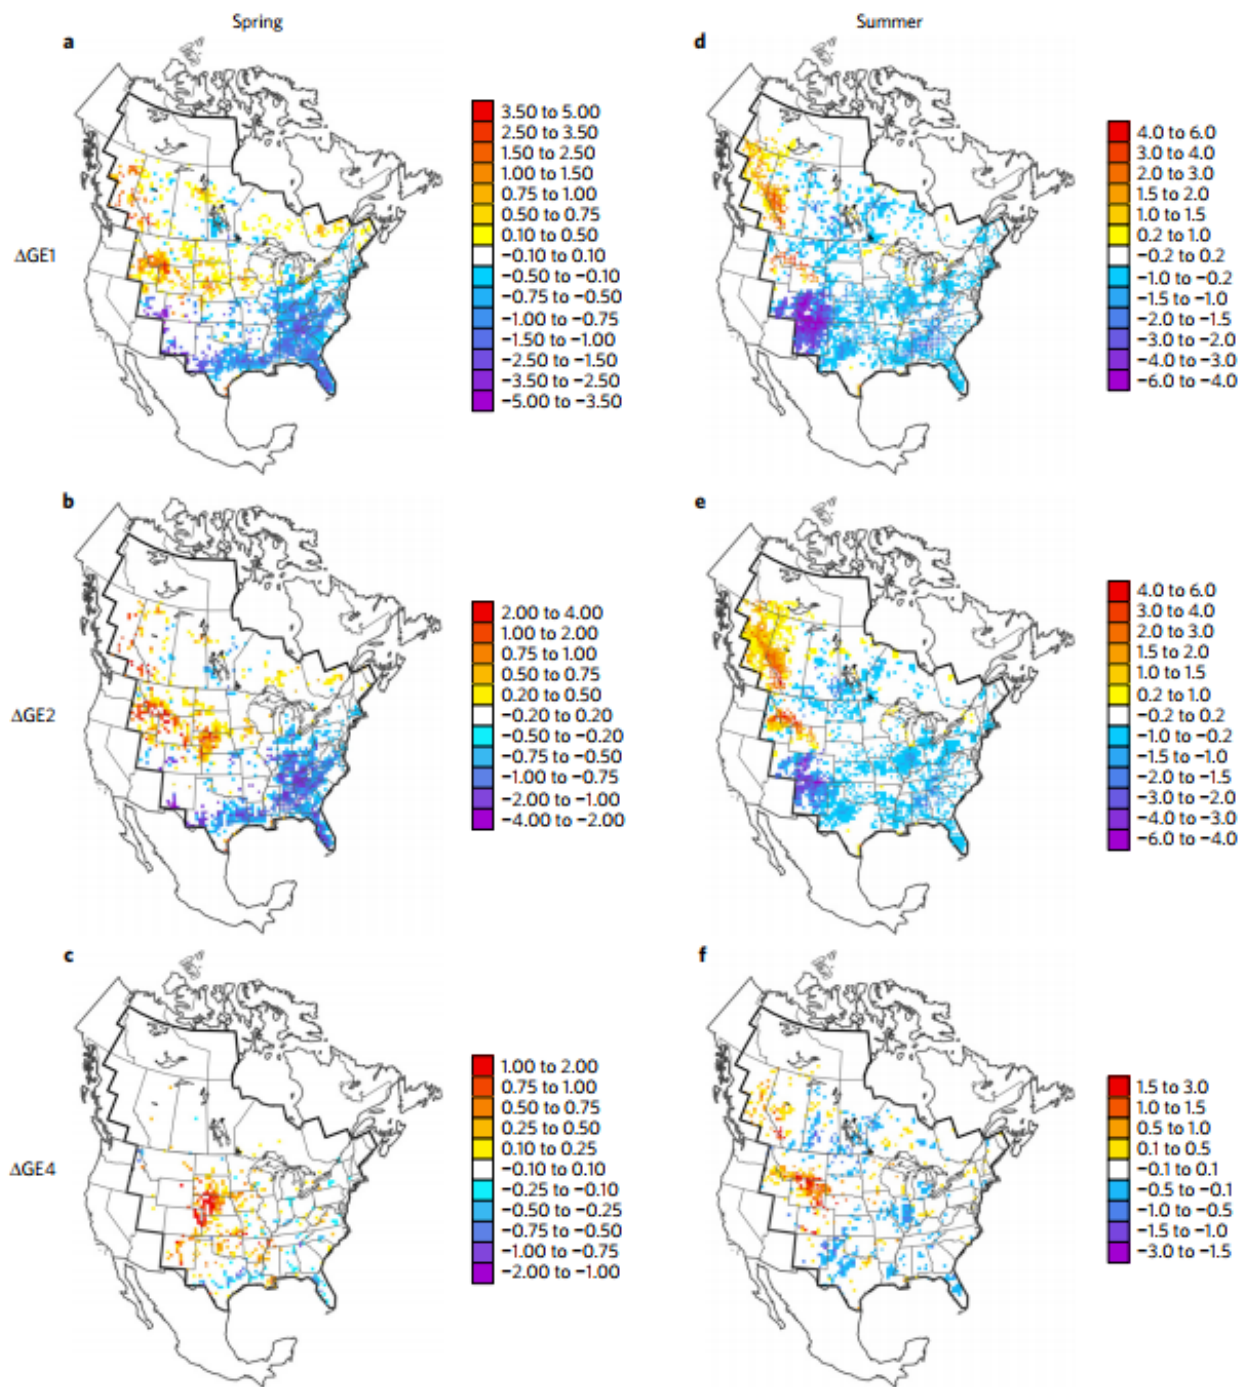 Spring
Summer
a
3.50 to 5.00
2.50 to 3.50
1.50 to 2.50
1.00 to 1.50
0.75 to 1.00
0.50 to 0.75
0.10 to 0.50
−0.10 to 0.10
−0.50 to −0.10
−0.75 to −0.50
−1.00 to −0.75
−1.50 to −1.00
−2.50 to −1.50
−3.50 to −2.50
−5.00 to −3.50
d
4.0 to 6.0
3.0 to 4.0
2.0 to 3.0
1.5 to 2.0
1.0 to 1.5
0.2 to 1.0
−0.2 to 0.2
−1.0 to −0.2
−1.5 to −1.0
−2.0 to −1.5
−3.0 to −2.0
−4.0 to −3.0
−6.0 to −4.0
ΔGE1
b
2.00 to 4.00
1.00 to 2.00
0.75 to 1.00
0.50 to 0.75
0.20 to 0.50
−0.20 to 0.20
−0.50 to −0.20
−0.75 to −0.50
−1.00 to −0.75
−2.00 to −1.00
−4.00 to −2.00
e
4.0 to 6.0
3.0 to 4.0
2.0 to 3.0
1.5 to 2.0
1.0 to 1.5
0.2 to 1.0
−0.2 to 0.2
−1.0 to −0.2
−1.5 to −1.0
−2.0 to −1.5
−3.0 to −2.0
−4.0 to −3.0
−6.0 to −4.0
ΔGE2
c
1.00 to 2.00
0.75 to 1.00
0.50 to 0.75
0.25 to 0.50
0.10 to 0.25
−0.10 to 0.10
−0.25 to −0.10
−0.50 to −0.25
−0.75 to −0.50
−1.00 to −0.75
−2.00 to −1.00
f
1.5 to 3.0
1.0 to 1.5
0.5 to 1.0
0.1 to 0.5
−0.1 to 0.1
−0.5 to −0.1
−1.0 to −0.5
−1.5 to −1.0
−3.0 to −1.5
ΔGE4